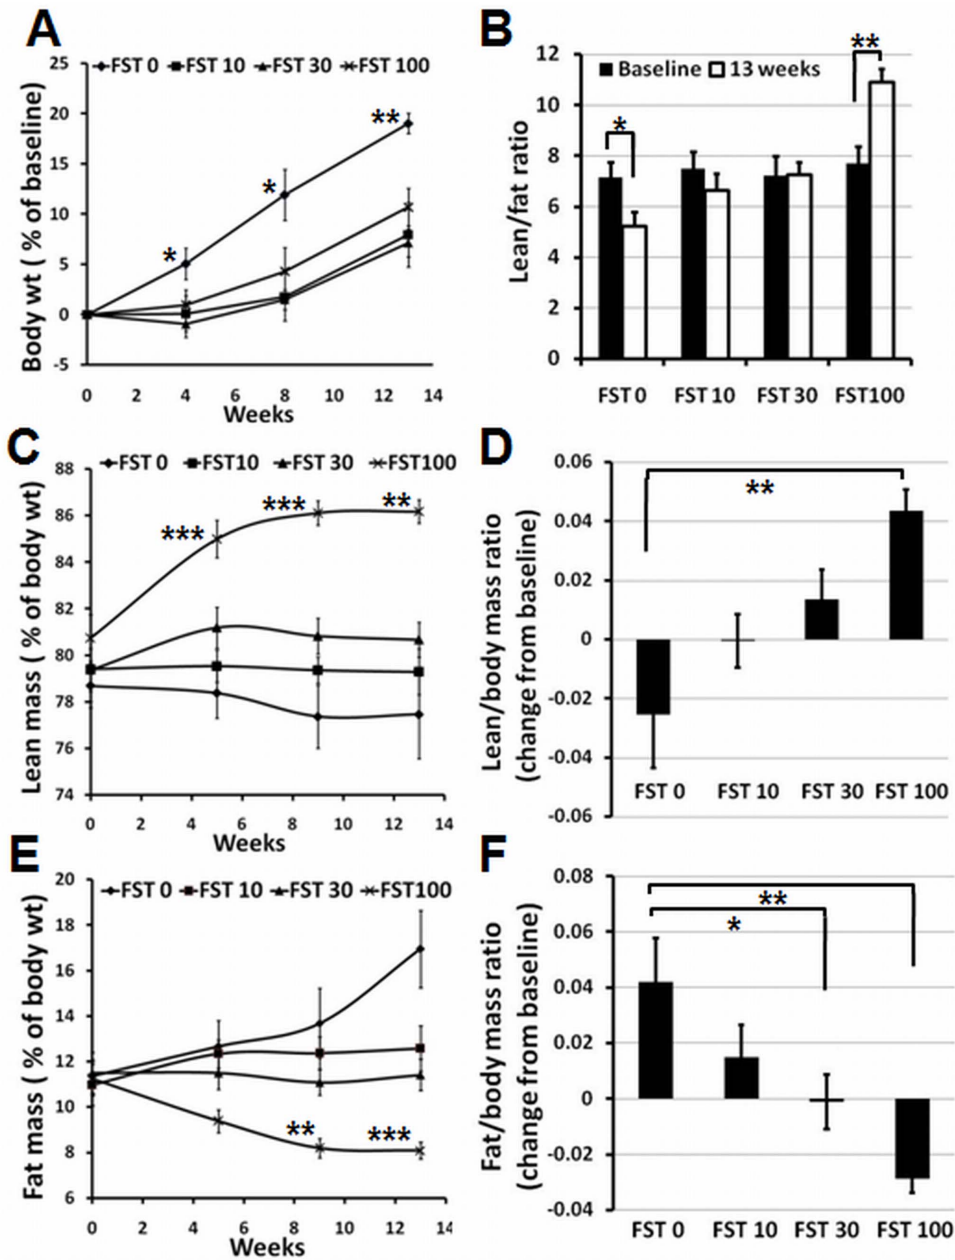 A
FST 0 FST 10 FST 30 FST 100
Body wt ( % of baseline)
25
20
15
10
5
0
-5
** 
*
*
0 2 4 6 8 10 12 14
Weeks
B
Baseline 13 weeks
Lean/fat ratio
12
10
8
6
4
2
0
*
**
FST 0 FST 10 FST 30 FST100
C
FST 0 FST10 FST 30 FST100
Lean mass ( % of body wt)
88
86
84
82
80
78
76
74
*** *** **
0 2 4 6 8 10 12 14
Weeks
D
Lean/body mass ratio
(change from baseline)
0.06
0.04
0.02
0
-0.02
-0.04
-0.06
**
FST 0 FST 10 FST 30 FST 100
E
FST 0 FST 10 FST 30 FST100
Fat mass ( % of body wt)
20
18
16
14
12
10
8
6
** ***
0 2 4 6 8 10 12 14
Weeks
F
Fat/body mass ratio
(change from baseline)
0.08
0.06
0.04
0.02
0
-0.02
-0.04
**
*
FST 0 FST 10 FST 30 FST 100